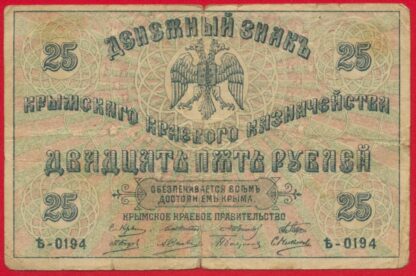 ДЕНЕЖНЫЙ ЗНАКЪ
25 25
КРЫМСКАГО КРАЕВОГО КАЗНАЧЕЙСТВА
ДВАДЦАТЬ ПЯТЬ РУБЛЕЙ
25 25
ОБЕЗПЕЧИВАЕТСЯ ВСѢМЪ
ДОСТОЯНІЕМЪ КРЫМА
КРЫМСКОЕ КРАЕВОЕ ПРАВИТЕЛЬСТВО
Ѣ-0194 Ѣ-0194